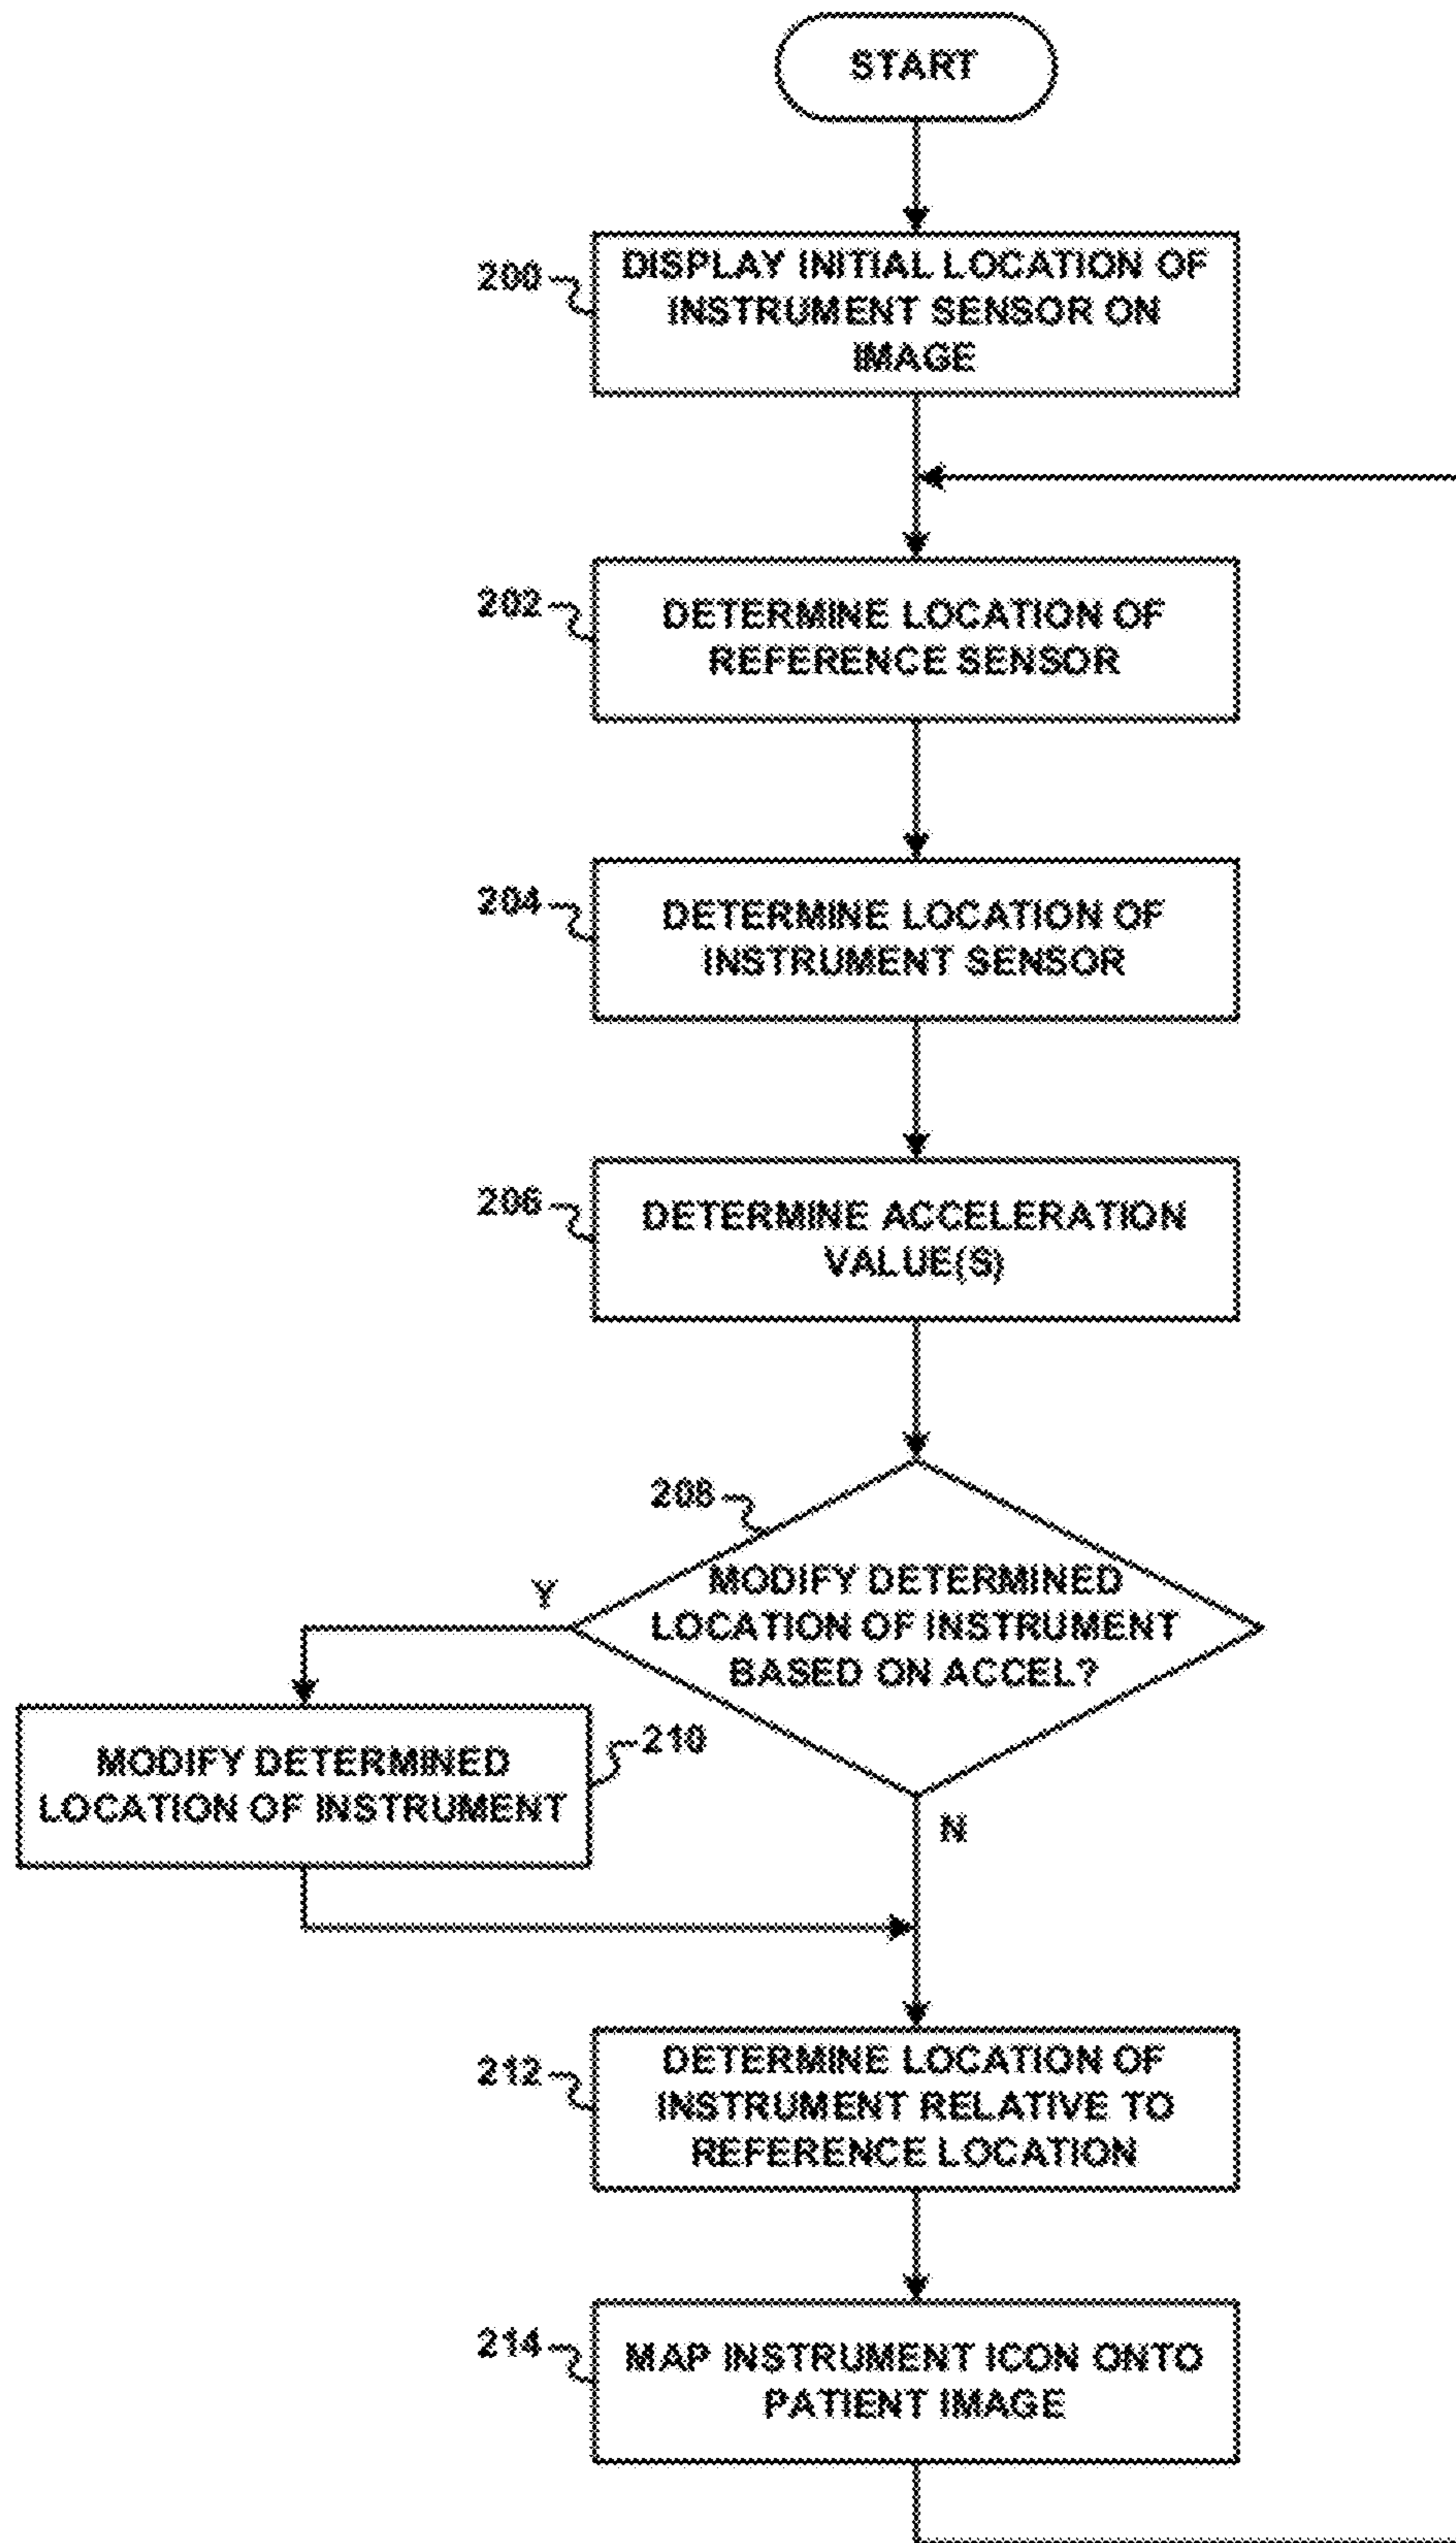 START
200
DISPLAY INITIAL LOCATION OF
INSTRUMENT SENSOR ON
IMAGE
202
DETERMINE LOCATION OF
REFERENCE SENSOR
204
DETERMINE LOCATION OF
INSTRUMENT SENSOR
206
DETERMINE ACCELERATION
VALUE(S)
208
MODIFY DETERMINED
LOCATION OF INSTRUMENT
BASED ON ACCEL?
Y
210
MODIFY DETERMINED
LOCATION OF INSTRUMENT
N
212
DETERMINE LOCATION OF
INSTRUMENT RELATIVE TO
REFERENCE LOCATION
214
MAP INSTRUMENT ICON ONTO
PATIENT IMAGE